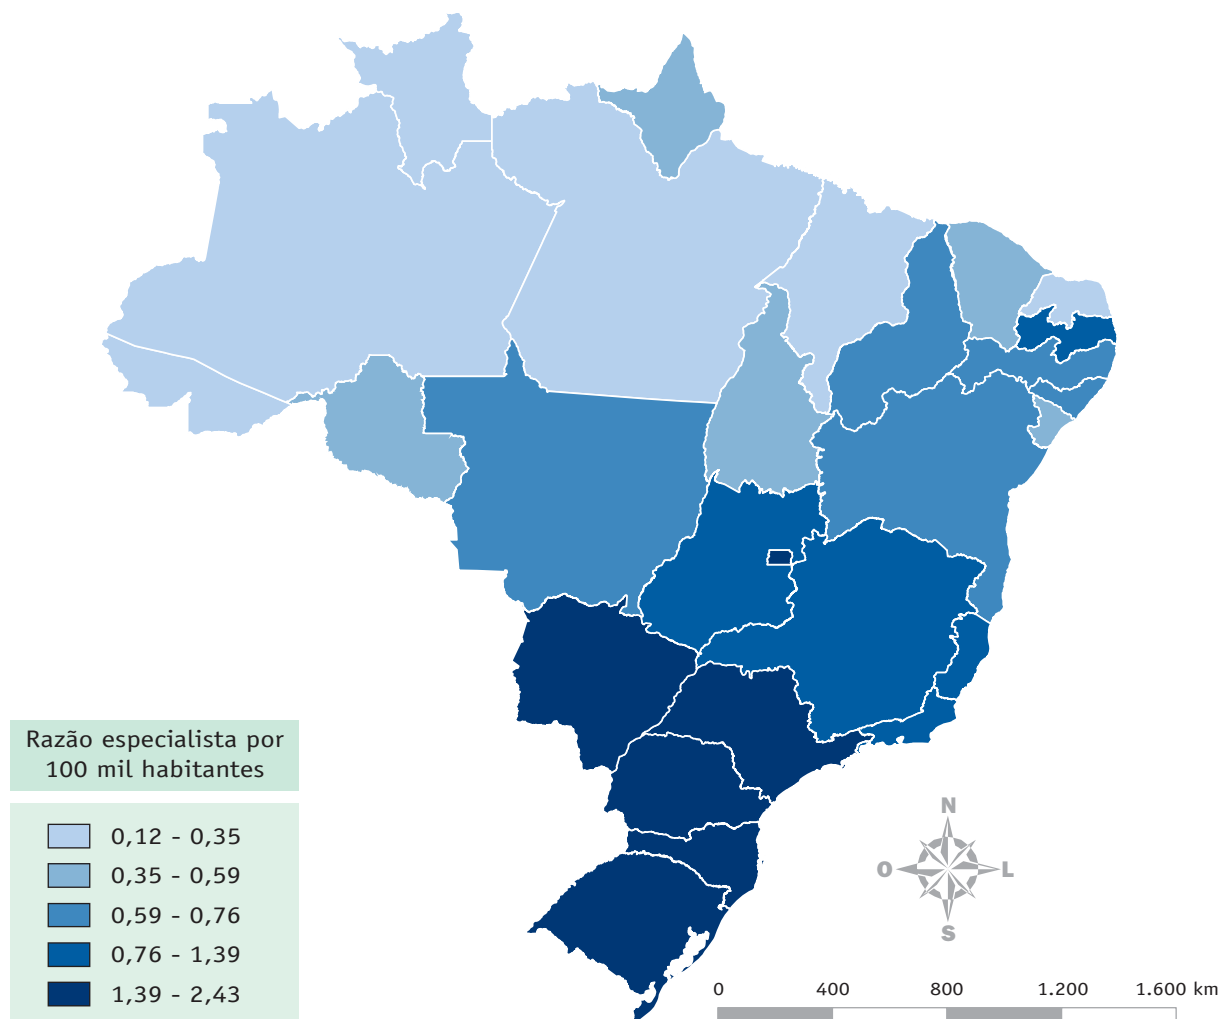 Razão especialista por
100 mil habitantes
0,12 - 0,35
0,35 - 0,59
0,59 - 0,76
0,76 - 1,39
1,39 - 2,43
N
O
L
S
0 400 800 1.200 1.600 km